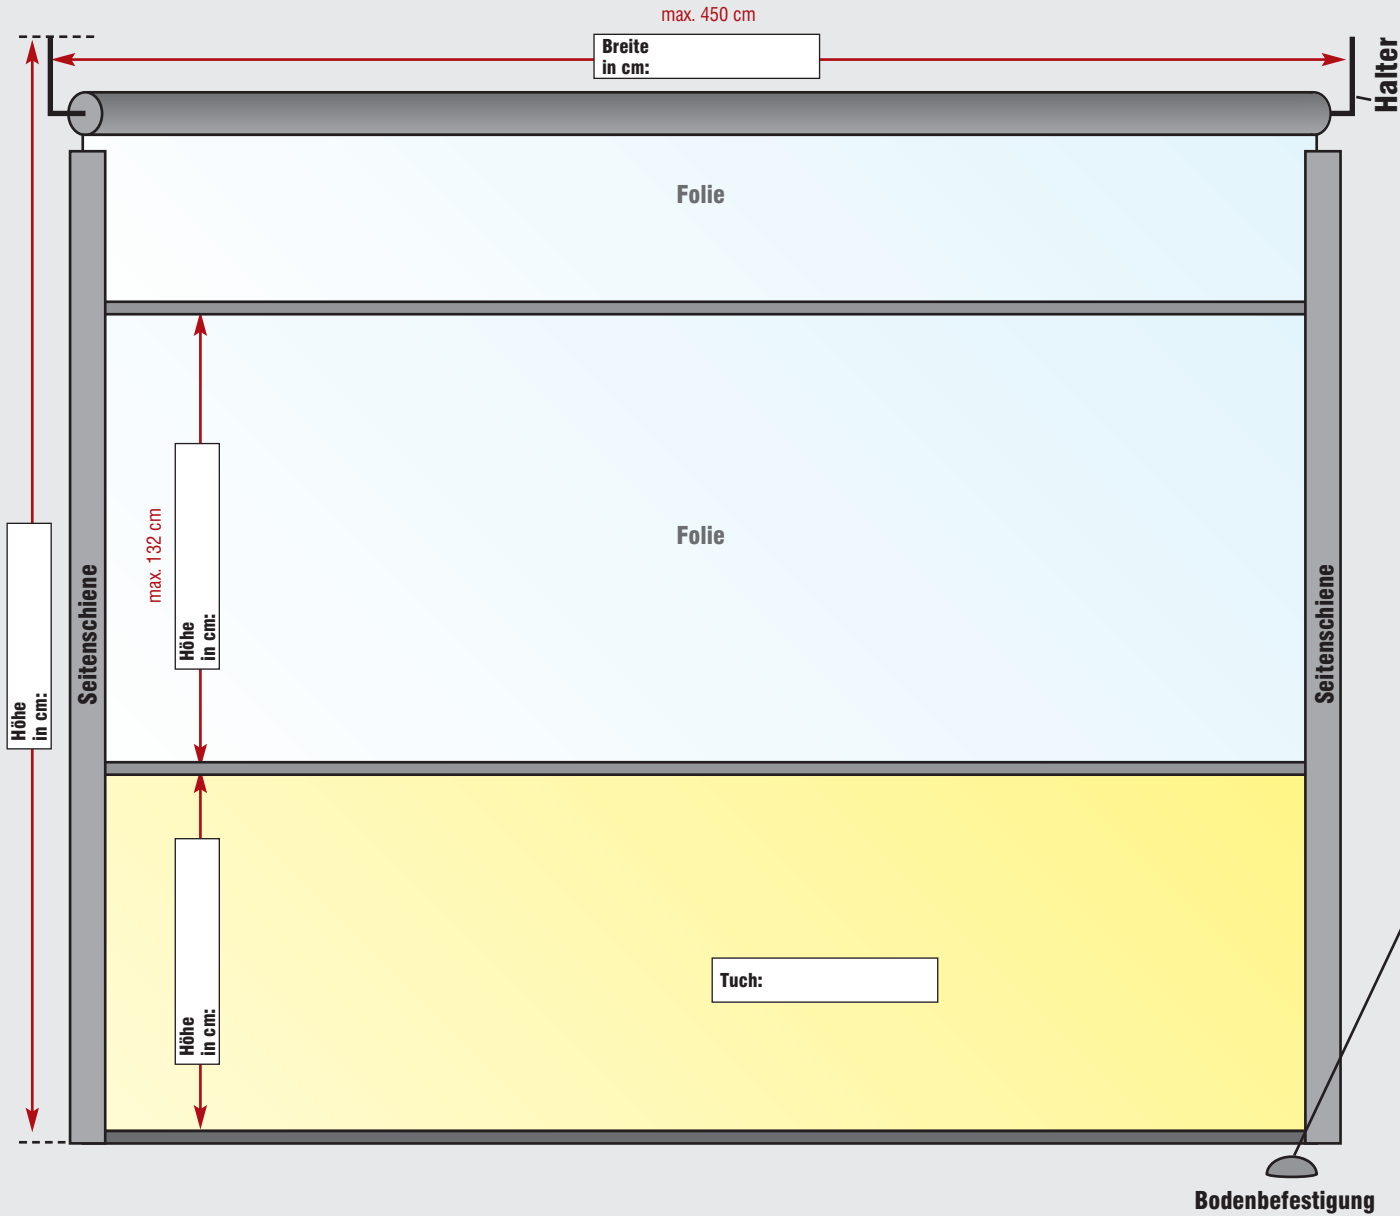 max. 450 cm
Breite
in cm:
Halter
Folie
Folie
max. 132 cm
Höhe
in cm:
Höhe
in cm:
Seitenschiene
Seitenschiene
Höhe
in cm:
Tuch:
Bodenbefestigung